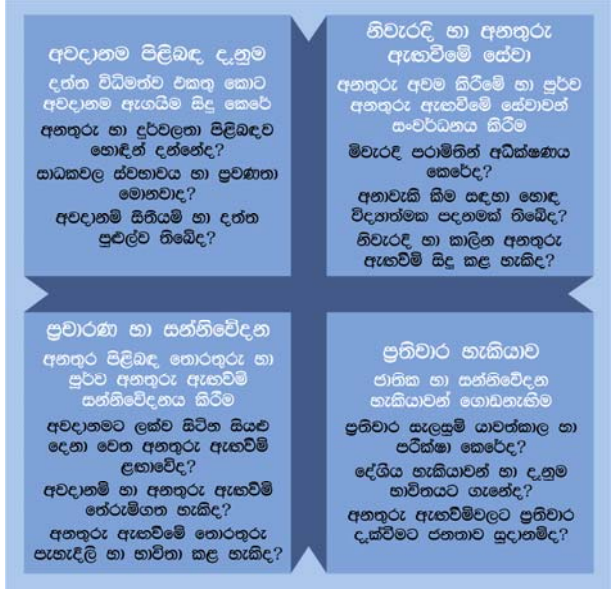 අවදානම පිළිබඳ දැනුම
දත්ත විධිමත්ව එකතු කොට
අවදානම ඇගයිම සිදු කෙරේ
අනතුරු හා දුර්වලතා පිළිබඳව
හොඳින් දන්නේද?
සාධකවල ස්වභාවය හා ප්‍රවණතා
මොනවාද?
අවදානම් සිතියම් හා දත්ත
පුළුල්ව තිබේද?
නිවැරදි හා අනතුරු
ඇඟවීමේ සේවා
අනතුරු අවම කිරීමේ හා පූර්ව
අනතුරු ඇඟවීමේ සේවාවන්
සංවර්ධනය කිරීම
මිවැරදි පරාමිතින් අධීක්ෂණය
කෙරේද?
අනාවැකි කීම සඳහා හොඳ
විද්‍යාත්මක පදනමක් තිබේද?
නිවැරදි හා කාලීන අනතුරු
ඇඟවීම් සිදු කළ හැකිද?
ප්‍රචාරණ හා සන්නිවේදන
අනතුර පිළිබඳ තොරතුරු හා
පූර්ව අනතුරු ඇඟවීම්
සන්නිවේදනය කිරීම
අවදානමට ලක්ව සිටින සියළු
දෙනා වෙත අනතුරු ඇඟවීම්
ළඟාවේද?
අවදානම් හා අනතුරු ඇඟවීම්
තේරුම්ගත හැකිද?
අනතුරු ඇඟවීමේ තොරතුරු
පැහැදිලි හා භාවිතා කළ හැකිද?
ප්‍රතිචාර හැකියාව
ජාතික හා සන්නිවේදන
හැකියාවන් ගොඩනැඟිම
ප්‍රතිචාර සැලසුම් යාවත්කාල හා
පරීක්ෂා කෙරේද?
දේශීය හැකියාවන් හා දැනුම
භාවිතයට ගැනේද?
අනතුරු ඇඟවීම්වලට ප්‍රතිචාර
දැක්වීමට ජනතාව සූදානම්ද?